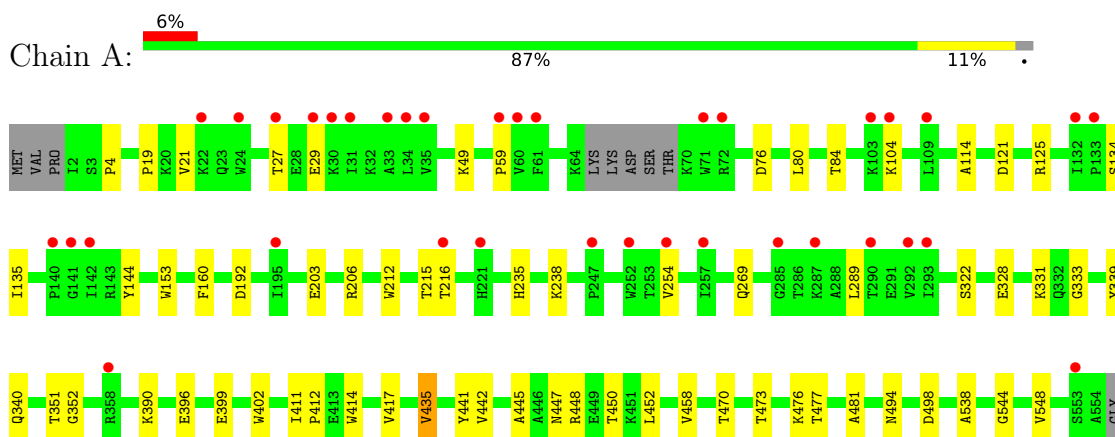 6%
Chain A:
87% 11% •
MET VAL PRO I2 S3 P4 P19 K20 V21 K22 Q23 W24 T27 E28 E29 K30 I31 K32 A33 L34 V35 K49 P59 V60 F61 K64 LYS LYS ASP SER THR K70 W71 R72 D76 L80 T84 K103 K104 L109 A114 D121 R125 I132 P133 S134
I135 P140 G141 I142 R143 Y144 W153 F160 D192 I195 E203 R206 W212 T215 T216 H221 H235 K238 P247 W252 T253 V254 I257 Q269 G285 T286 K287 A288 L289 T290 E291 V292 I293 S322 E328 K331 Q332 G333 Y339
Q340 T351 G352 R358 K390 E396 E399 W402 I411 P412 E413 W414 V417 V435 Y441 V442 A445 A446 N447 R448 E449 T450 K451 L452 V458 T470 T473 K476 T477 A481 N494 D498 A538 G544 V548 S553 A554